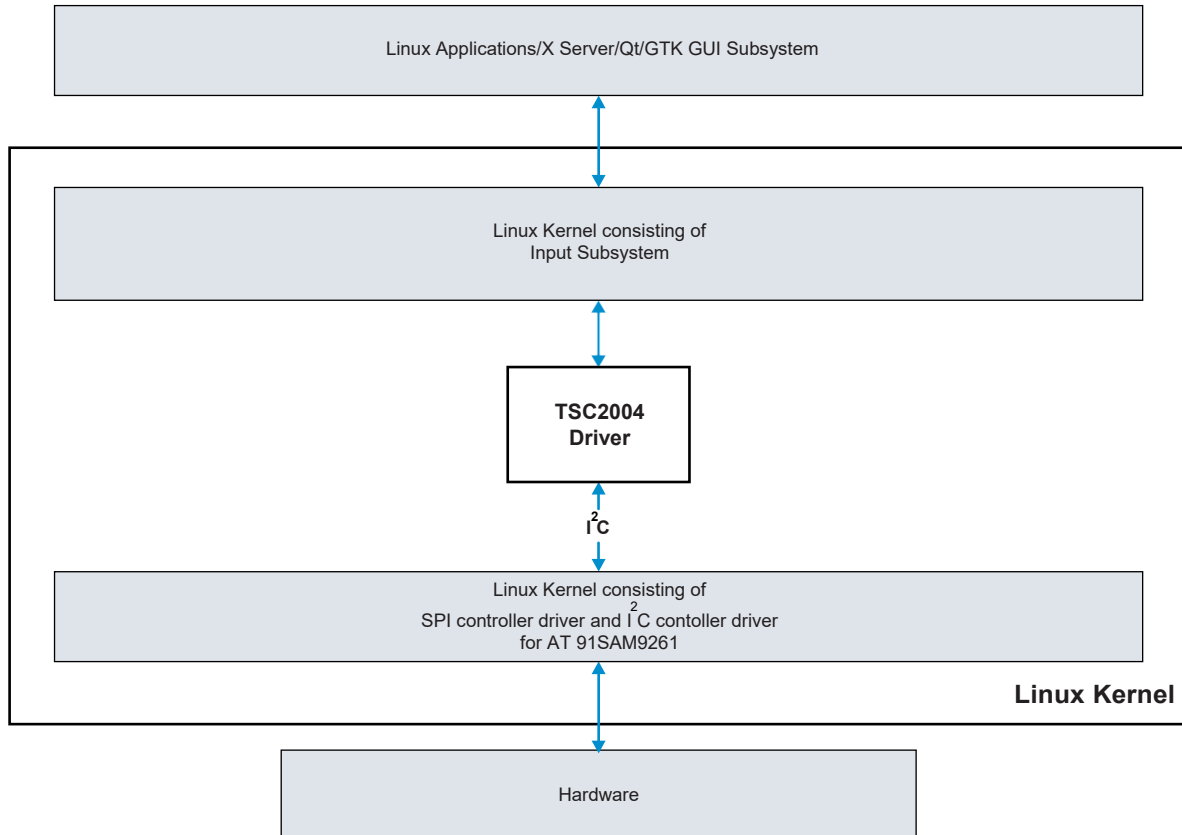 Linux Applications/X Server/Qt/GTK GUI Subsystem
Linux Kernel consisting of
Input Subsystem
TSC2004
Driver
I²C
Linux Kernel consisting of
SPI controller driver and I²C contoller driver
for AT 91SAM9261
Linux Kernel
Hardware